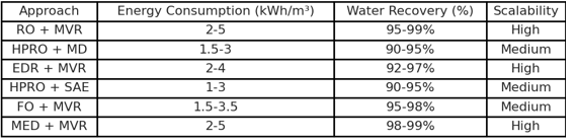 Approach Energy Consumption (kWh/m³) Water Recovery (%) Scalability
RO + MVR 2-5 95-99% High
HPRO + MD 1.5-3 90-95% Medium
EDR + MVR 2-4 92-97% High
HPRO + SAE 1-3 90-95% Medium
FO + MVR 1.5-3.5 95-98% Medium
MED + MVR 2-5 98-99% High